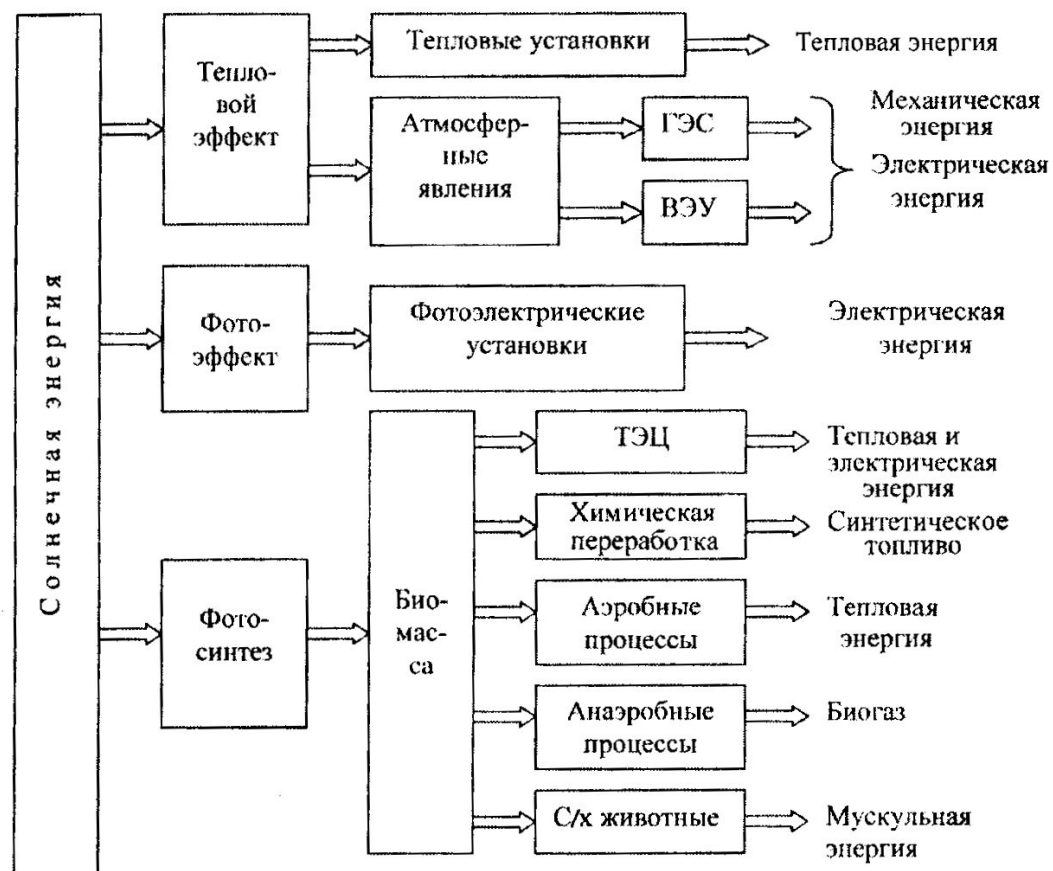 Солнечная энергия
Тепло-
вой
эффект
Тепловые установки
Тепловая энергия
Атмосфер-
ные
явления
ГЭС
ВЭУ
Механическая
энергия
Электрическая
энергия
Фото-
эффект
Фотоэлектрические
установки
Электрическая
энергия
Фото-
синтез
Био-
мас-
са
ТЭЦ
Тепловая и
электрическая
энергия
Химическая
переработка
Синтетическое
топливо
Аэробные
процессы
Тепловая
энергия
Анаэробные
процессы
Биогаз
С/х животные
Мускульная
энергия